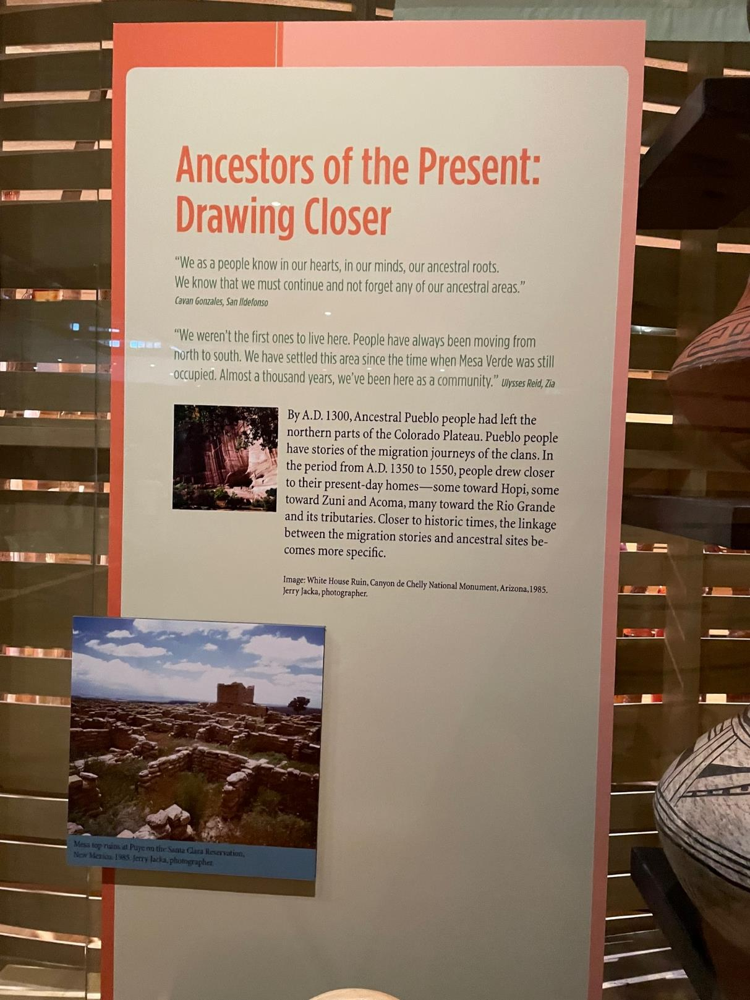 Ancestors of the Present:
Drawing Closer
“We as a people know in our hearts, in our minds, our ancestral roots.
We know that we must continue and not forget any of our ancestral areas.”
Cavan Gonzales, San Ildefonso
“We weren’t the first ones to live here. People have always been moving from
north to south. We have settled this area since the time when Mesa Verde was still
occupied. Almost a thousand years, we’ve been here as a community.” Ulysses Reid, Zia
By A.D. 1300, Ancestral Pueblo people had left the
northern parts of the Colorado Plateau. Pueblo people
have stories of the migration journeys of the clans. In
the period from A.D. 1350 to 1550, people drew closer
to their present-day homes—some toward Hopi, some
toward Zuni and Acoma, many toward the Rio Grande
and its tributaries. Closer to historic times, the linkage
between the migration stories and ancestral sites be-
comes more specific.
Image: White House Ruin, Canyon de Chelly National Monument, Arizona,1985.
Jerry Jacka, photographer.
Mesa top ruins at Puye on the Santa Clara Reservation,
New Mexico. 1985. Jerry Jacka, photographer.